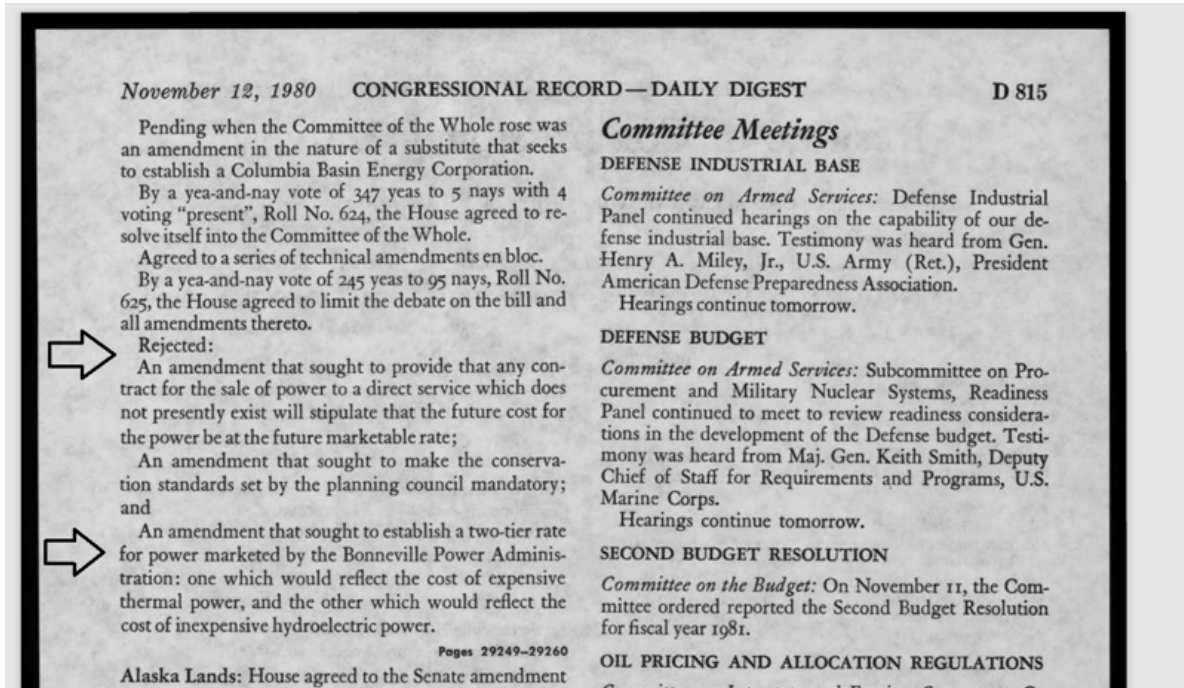 November 12, 1980 CONGRESSIONAL RECORD — DAILY DIGEST D 815
Pending when the Committee of the Whole rose was
an amendment in the nature of a substitute that seeks
to establish a Columbia Basin Energy Corporation.
By a yea-and-nay vote of 347 yeas to 5 nays with 4
voting "present", Roll No. 624, the House agreed to re-
solve itself into the Committee of the Whole.
Agreed to a series of technical amendments en bloc.
By a yea-and-nay vote of 245 yeas to 95 nays, Roll No.
625, the House agreed to limit the debate on the bill and
all amendments thereto.
Rejected:
An amendment that sought to provide that any con-
tract for the sale of power to a direct service which does
not presently exist will stipulate that the future cost for
the power be at the future marketable rate;
An amendment that sought to make the conserva-
tion standards set by the planning council mandatory;
and
An amendment that sought to establish a two-tier rate
for power marketed by the Bonneville Power Adminis-
tration: one which would reflect the cost of expensive
thermal power, and the other which would reflect the
cost of inexpensive hydroelectric power.
Pages 29249–29260
Alaska Lands: House agreed to the Senate amendment
Committee Meetings
DEFENSE INDUSTRIAL BASE
Committee on Armed Services: Defense Industrial
Panel continued hearings on the capability of our de-
fense industrial base. Testimony was heard from Gen.
Henry A. Miley, Jr., U.S. Army (Ret.), President
American Defense Preparedness Association.
Hearings continue tomorrow.
DEFENSE BUDGET
Committee on Armed Services: Subcommittee on Pro-
curement and Military Nuclear Systems, Readiness
Panel continued to meet to review readiness considera-
tions in the development of the Defense budget. Testi-
mony was heard from Maj. Gen. Keith Smith, Deputy
Chief of Staff for Requirements and Programs, U.S.
Marine Corps.
Hearings continue tomorrow.
SECOND BUDGET RESOLUTION
Committee on the Budget: On November 11, the Com-
mittee ordered reported the Second Budget Resolution
for fiscal year 1981.
OIL PRICING AND ALLOCATION REGULATIONS